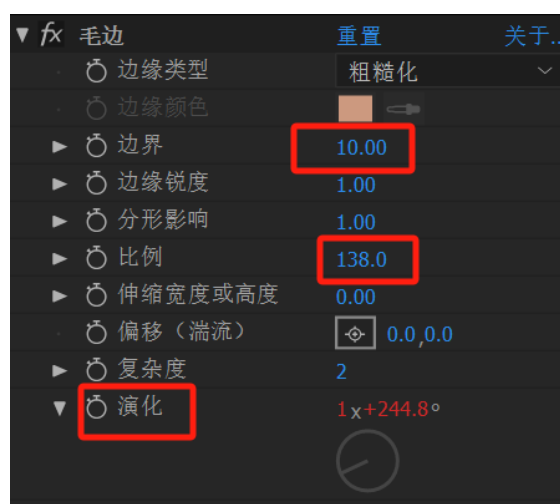 fx 毛边 重置 关于...
边缘类型 粗糙化
边缘颜色
边界 10.00
边缘锐度 1.00
分形影响 1.00
比例 138.0
伸缩宽度或高度 0.00
偏移（湍流） 0.0,0.0
复杂度 2
演化 1x+244.8°